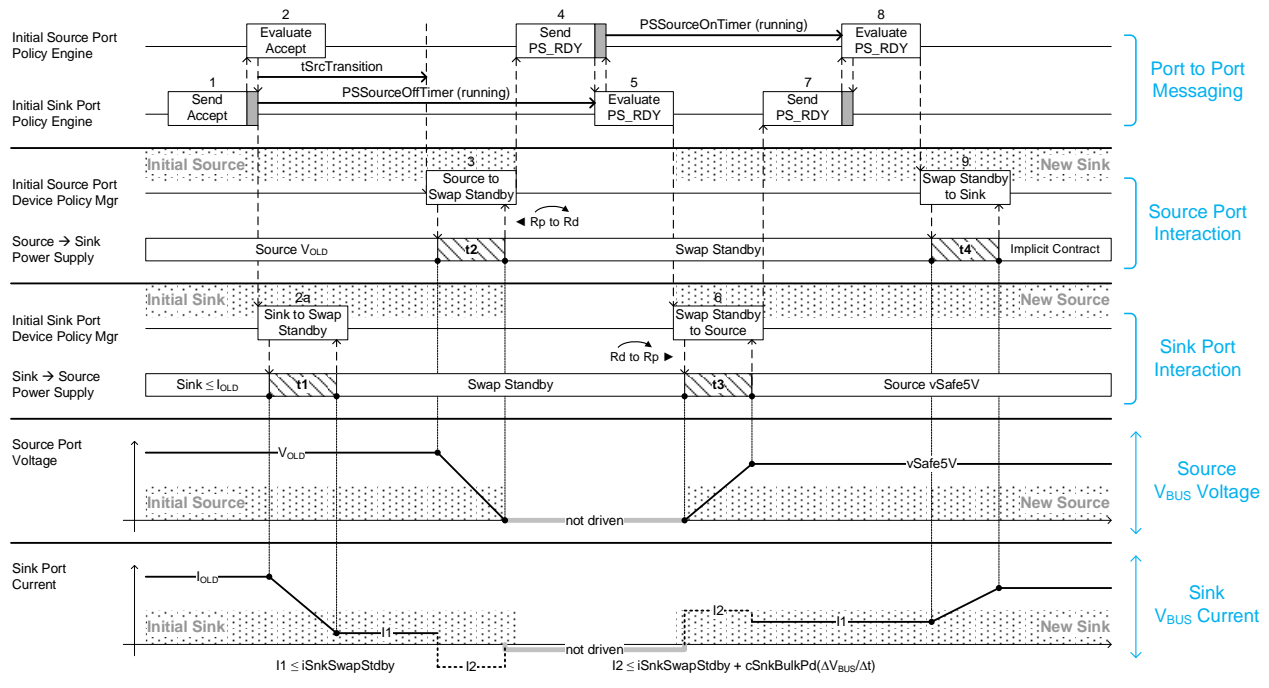 2
4
8
Initial Source Port
Policy Engine
Evaluate
Accept
Send
PS_RDY
PSSourceOnTimer (running)
Evaluate
PS_RDY
tSrcTransition
Port to Port
Messaging
1
5
7
Initial Sink Port
Policy Engine
Send
Accept
PSSourceOffTimer (running)
Evaluate
PS_RDY
Send
PS_RDY
Initial Source
3
9
New Sink
Initial Source Port
Device Policy Mgr
Source to
Swap Standby
Swap Standby
to Sink
◄ Rp to Rd
Source Port
Interaction
Source → Sink
Power Supply
Source VOLD
t2
Swap Standby
t4
Implicit Contract
Initial Sink
2a
6
New Source
Initial Sink Port
Device Policy Mgr
Sink to Swap
Standby
Swap Standby
to Source
Rd to Rp ►
Sink Port
Interaction
Sink → Source
Power Supply
Sink ≤ IOLD
t1
Swap Standby
t3
Source vSafe5V
Source Port
Voltage
VOLD
vSafe5V
Initial Source
New Source
not driven
Source
VBUS Voltage
Sink Port
Current
IOLD
I2
Initial Sink
I1
I1
New Sink
not driven
I2
I1 ≤ iSnkSwapStdby
I2 ≤ iSnkSwapStdby + cSnkBulkPd(ΔVBUS/Δt)
Sink
VBUS Current